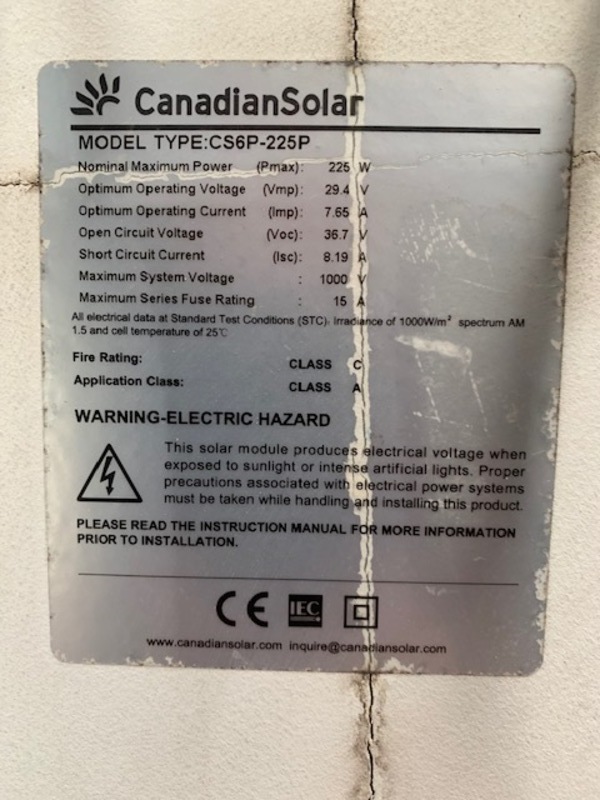 CanadianSolar
MODEL TYPE:CS6P-225P
Nominal Maximum Power (Pmax): 225 W
Optimum Operating Voltage (Vmp): 29.4 V
Optimum Operating Current (Imp): 7.65 A
Open Circuit Voltage (Voc): 36.7 V
Short Circuit Current (Isc): 8.19 A
Maximum System Voltage : 1000 V
Maximum Series Fuse Rating : 15 A
All electrical data at Standard Test Conditions (STC): Irradiance of 1000W/m² spectrum AM
1.5 and cell temperature of 25℃
Fire Rating: CLASS C
Application Class: CLASS A
WARNING-ELECTRIC HAZARD
This solar module produces electrical voltage when
exposed to sunlight or intense artificial lights. Proper
precautions associated with electrical power systems
must be taken while handling and installing this product.
PLEASE READ THE INSTRUCTION MANUAL FOR MORE INFORMATION
PRIOR TO INSTALLATION.
CE IEC
www.canadiansolar.com inquire@canadiansolar.com